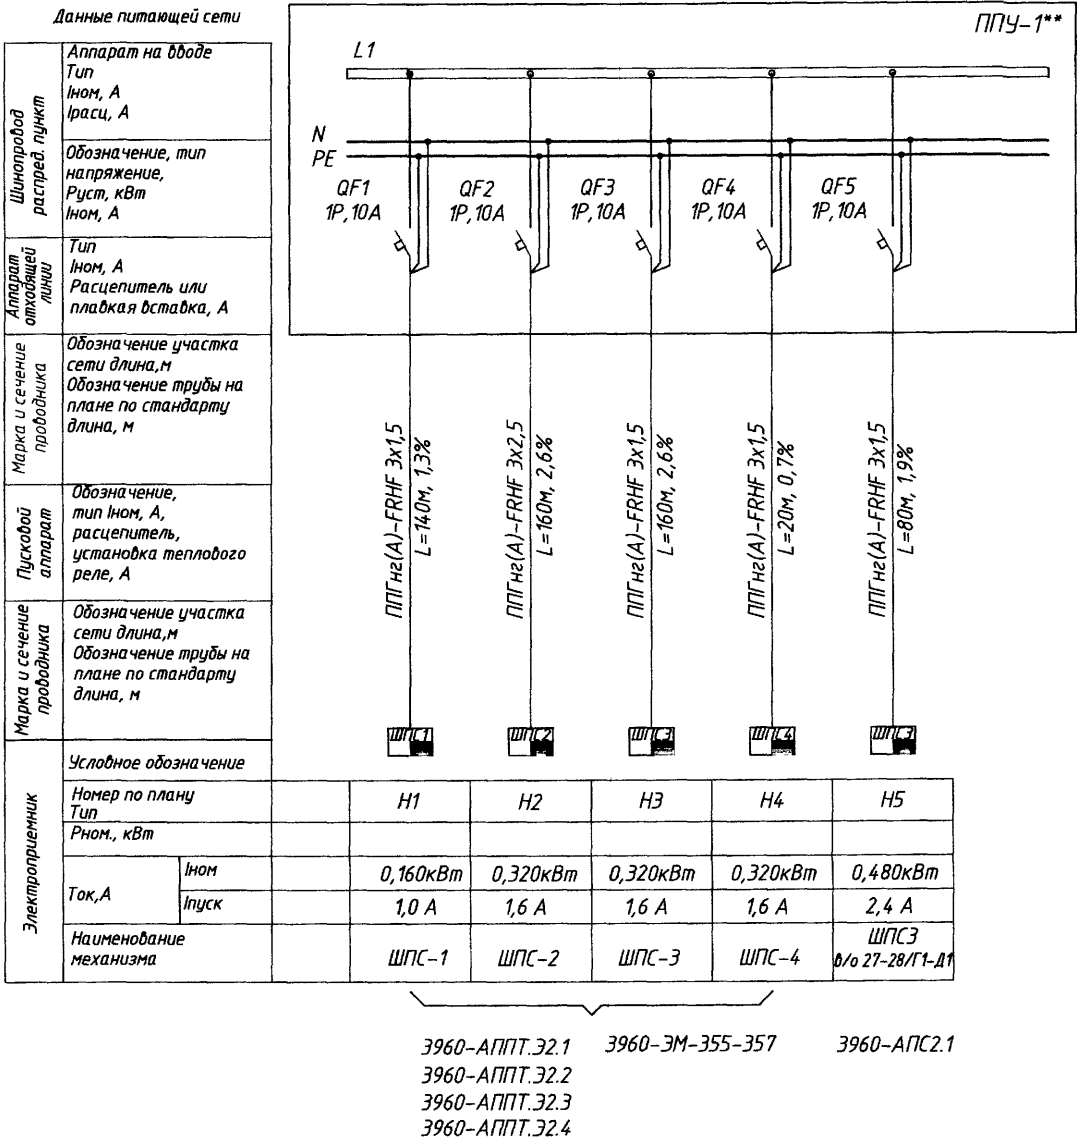 Данные питающей сети
ППУ-1**
Шинопровод
распред. пункт
Аппарат на вводе
Тип
Iном, А
Iрасц, А
Обозначение, тип
напряжение,
Руст, кВт
Iном, А
L1
N
PE
QF1
1P, 10A
QF2
1P, 10A
QF3
1P, 10A
QF4
1P, 10A
QF5
1P, 10A
Аппарат
отходящей
линии
Тип
Iном, А
Расцепитель или
плавкая вставка, А
Марка и сечение
проводника
Обозначение участка
сети длина,м
Обозначение трубы на
плане по стандарту
длина, м
ППГнг(А)-FRHF 3х1,5
L=140м, 1,3%
ППГнг(А)-FRHF 3х2,5
L=160м, 2,6%
ППГнг(А)-FRHF 3х1,5
L=160м, 2,6%
ППГнг(А)-FRHF 3х1,5
L=20м, 0,7%
ППГнг(А)-FRHF 3х1,5
L=80м, 1,9%
Пусковой
аппарат
Обозначение,
тип Iном, А,
расцепитель,
установка теплового
реле, А
Марка и сечение
проводника
Обозначение участка
сети длина,м
Обозначение трубы на
плане по стандарту
длина, м
Электроприемник
Условное обозначение
ШПС1
ШПС2
ШПС3
ШПС4
ШПС3
Номер по плану
Тип
Н1
Н2
Н3
Н4
Н5
Рном., кВт
Ток,А
Iном
0,160кВт
0,320кВт
0,320кВт
0,320кВт
0,480кВт
Iпуск
1,0 А
1,6 А
1,6 А
1,6 А
2,4 А
Наименование
механизма
ШПС-1
ШПС-2
ШПС-3
ШПС-4
ШПС3
в/о 27-28/Г1-Д1
3960-АППТ.Э2.1
3960-АППТ.Э2.2
3960-АППТ.Э2.3
3960-АППТ.Э2.4
3960-ЭМ-355-357
3960-АПС2.1